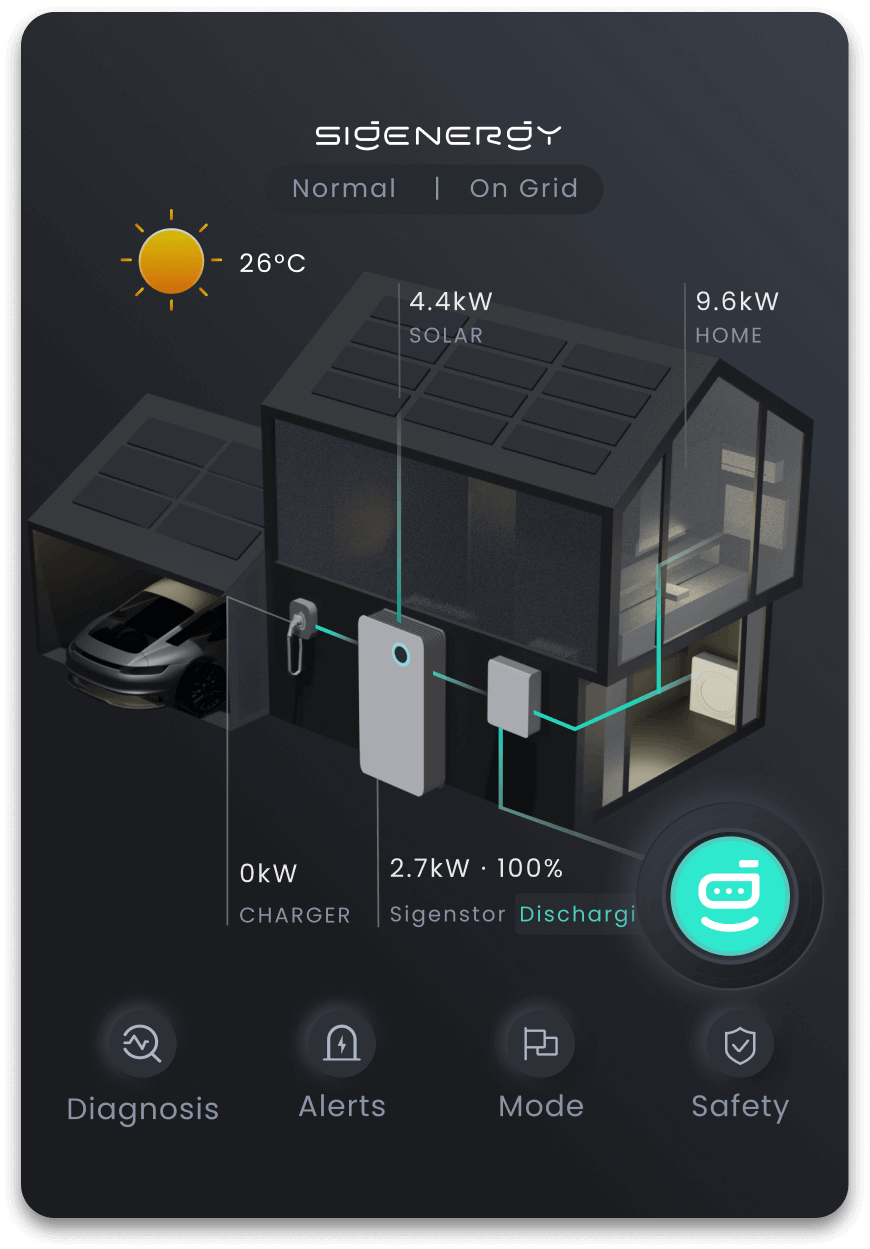 SIGENERGY
Normal | On Grid
26°C
4.4kW
SOLAR
9.6kW
HOME
0kW
CHARGER
2.7kW · 100%
Sigenstor Dischargi
Diagnosis
Alerts
Mode
Safety